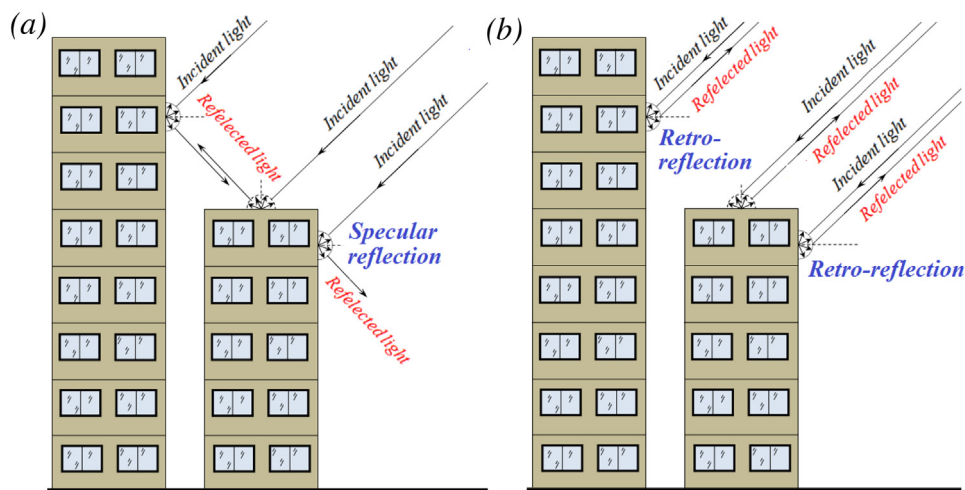 (a)
Incident light
Refelected light
Incident light
Incident light
Specular
reflection
Refelected light
(b)
Incident light
Refelected light
Retro-
reflection
Incident light
Refelected light
Incident light
Refelected light
Retro-reflection